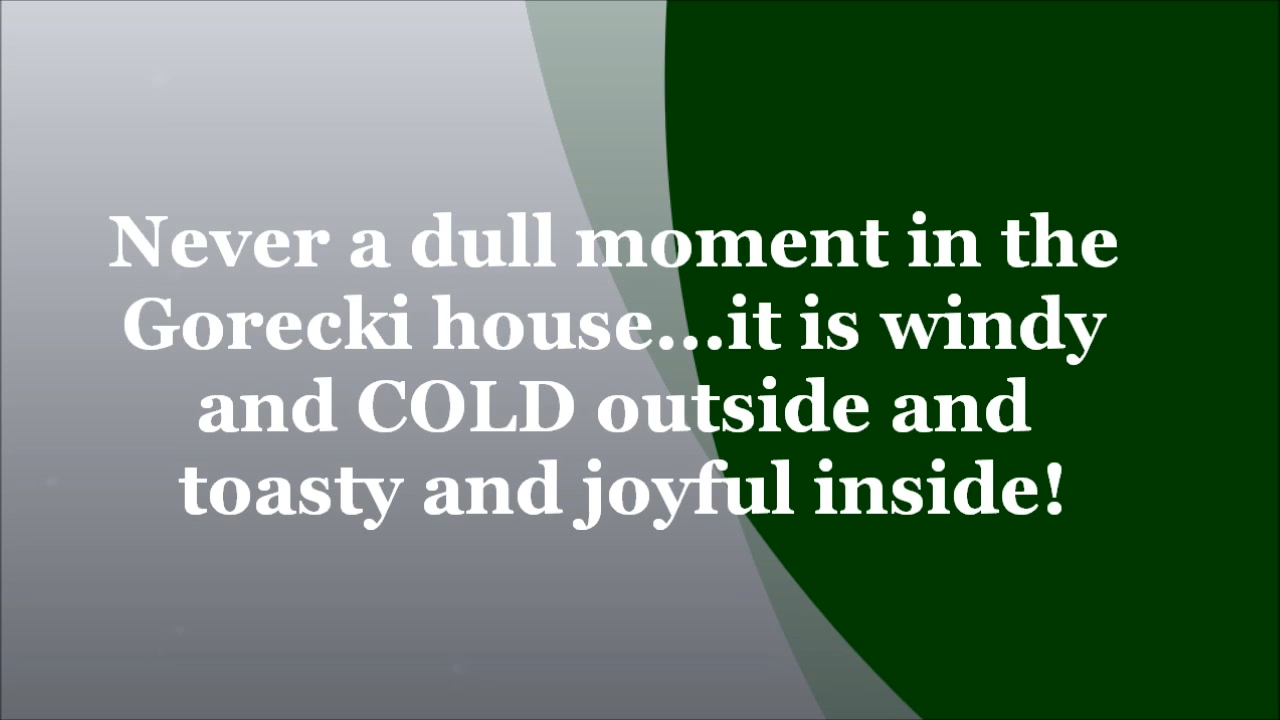 Never a dull moment in the
Gorecki house...it is windy
and COLD outside and
toasty and joyful inside!